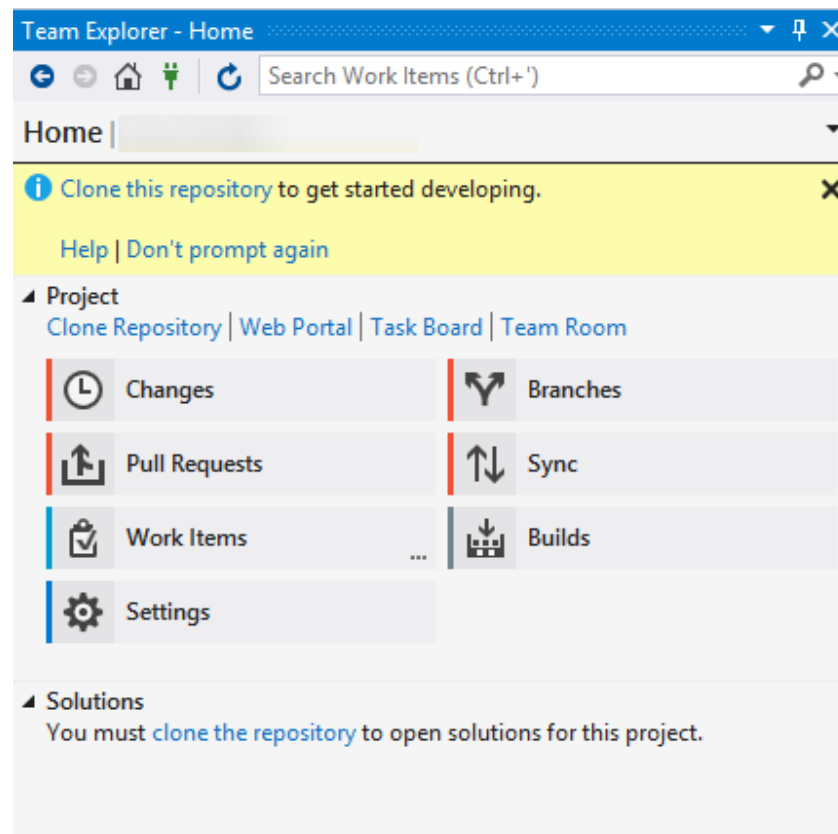 Team Explorer - Home
Search Work Items (Ctrl+')
Home |
Clone this repository to get started developing.
Help | Don't prompt again
Project
Clone Repository | Web Portal | Task Board | Team Room
Changes
Branches
Pull Requests
Sync
Work Items
...
Builds
Settings
Solutions
You must clone the repository to open solutions for this project.